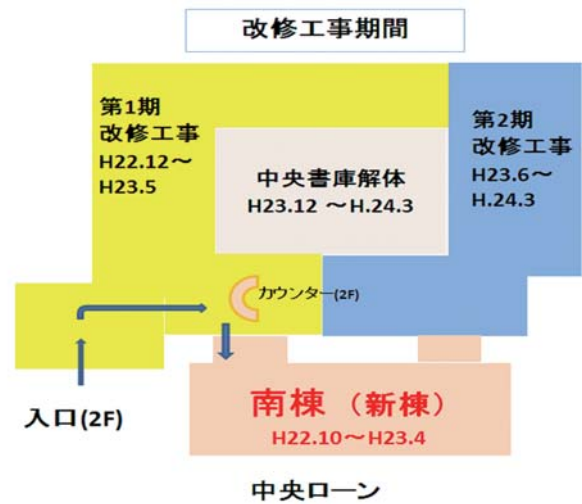 改修工事期間
第1期
改修工事
H22.12～
H23.5
第2期
改修工事
H23.6～
H.24.3
中央書庫解体
H23.12 ～H.24.3
カウンター(2F)
入口(2F)
南棟 （新棟）
H22.10～H23.4
中央ローン